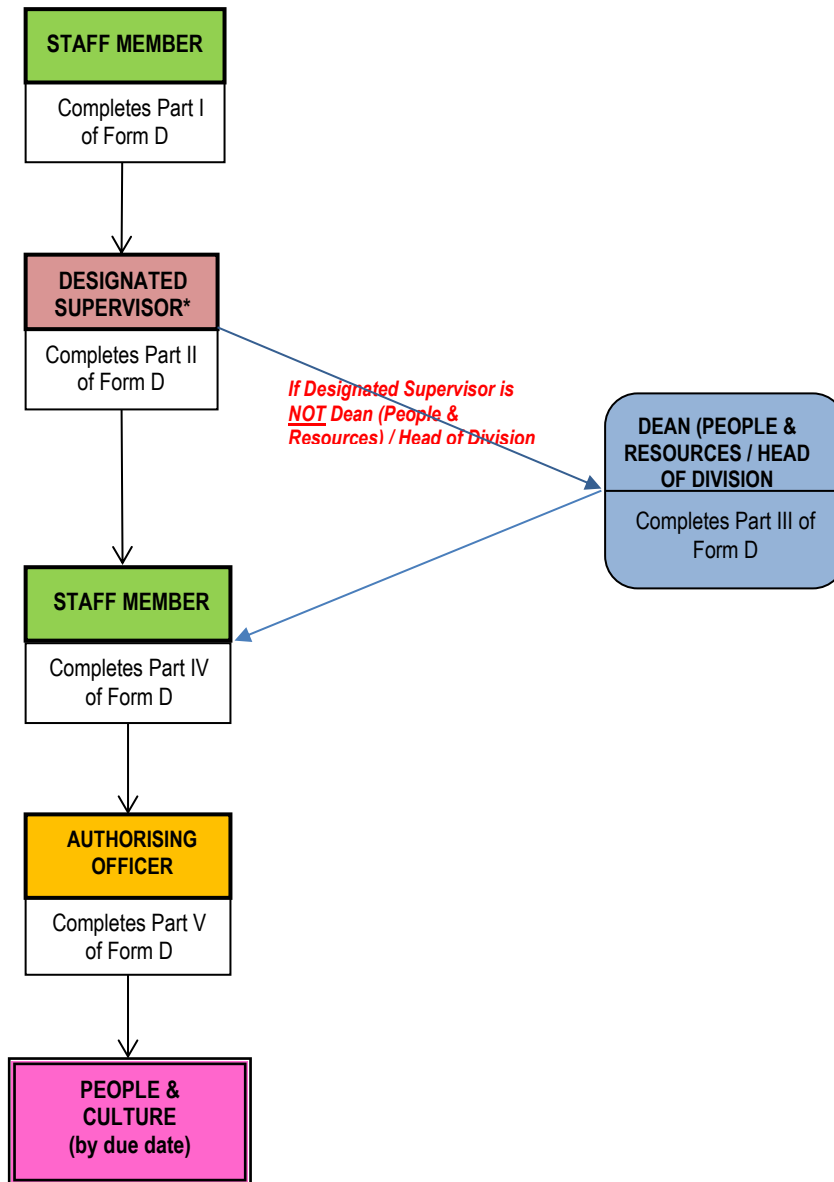 STAFF MEMBER
Completes Part I
of Form D
DESIGNATED
SUPERVISOR*
Completes Part II
of Form D
If Designated Supervisor is
NOT Dean (People &
Resources) / Head of Division
DEAN (PEOPLE &
RESOURCES / HEAD
OF DIVISION
Completes Part III of
Form D
STAFF MEMBER
Completes Part IV
of Form D
AUTHORISING
OFFICER
Completes Part V
of Form D
PEOPLE &
CULTURE
(by due date)